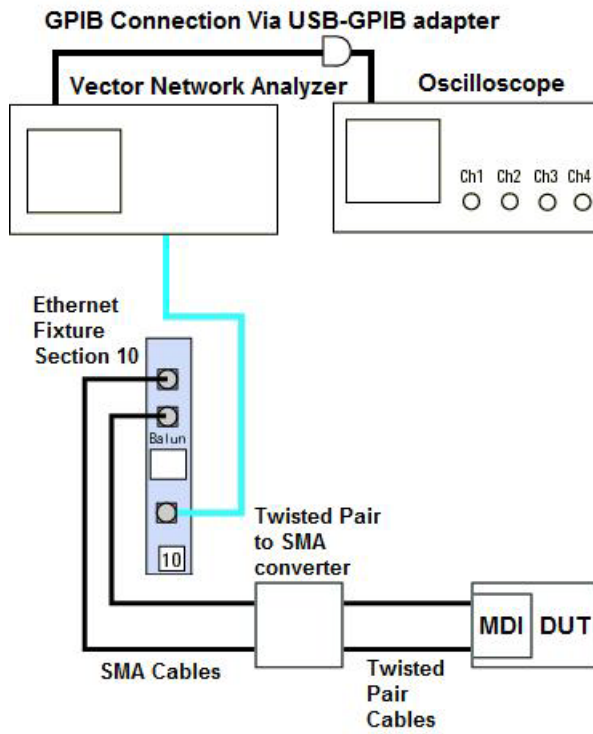 GPIB Connection Via USB-GPIB adapter
Vector Network Analyzer
Oscilloscope
Ch1 Ch2 Ch3 Ch4
Ethernet
Fixture
Section 10
Balun
10
Twisted Pair
to SMA
converter
MDI DUT
SMA Cables
Twisted
Pair
Cables